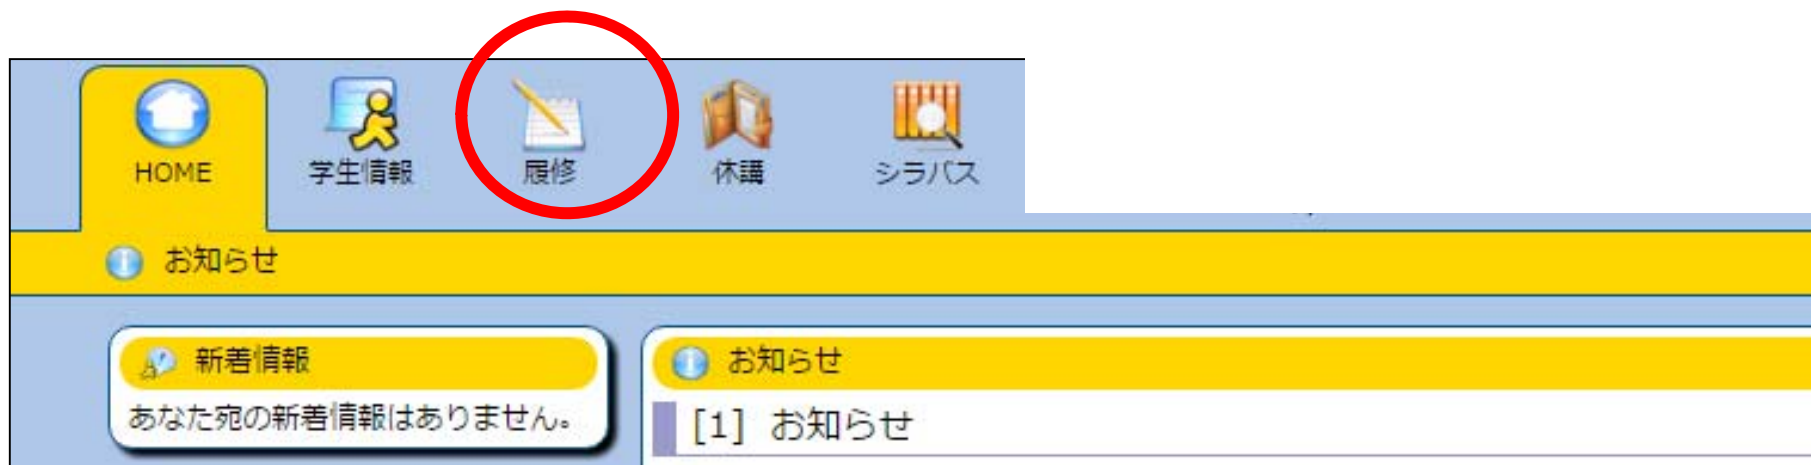 HOME 学生情報 履修 休講 シラバス
お知らせ
新着情報
あなた宛の新着情報はありません。
お知らせ
[1] お知らせ